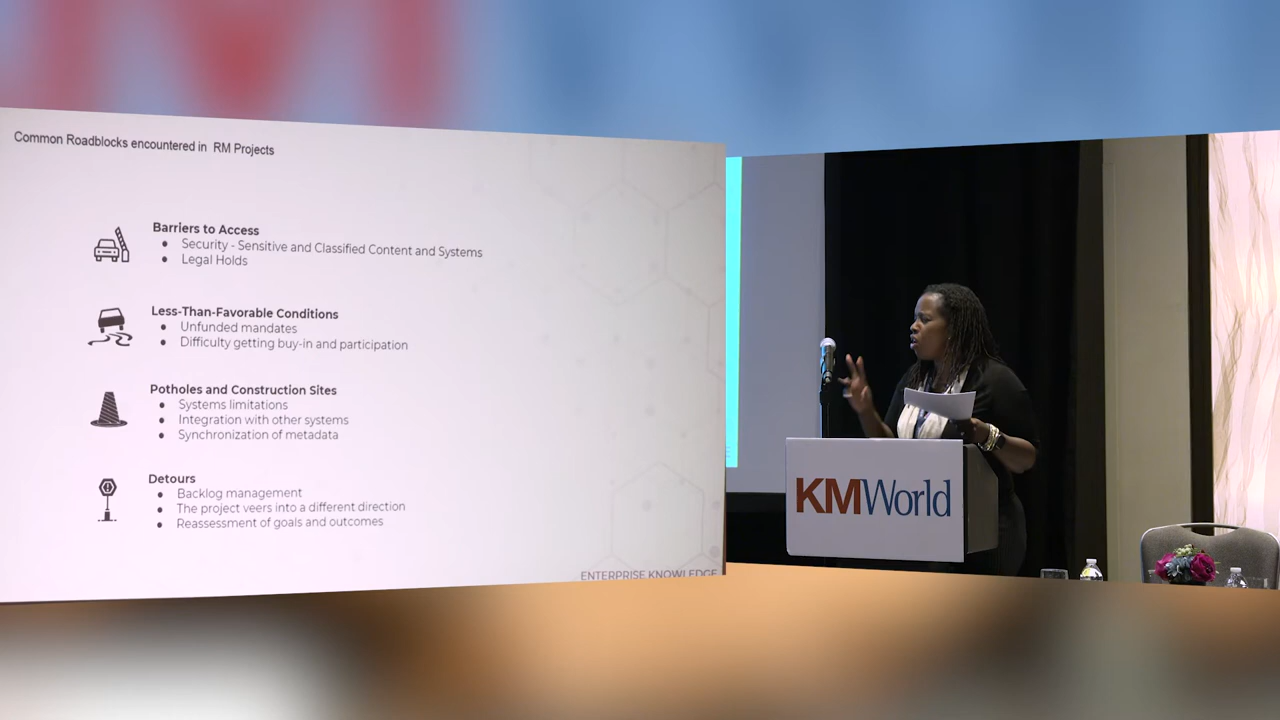 Common Roadblocks encountered in RM Projects
Barriers to Access
● Security - Sensitive and Classified Content and Systems
● Legal Holds
Less-Than-Favorable Conditions
● Unfunded mandates
● Difficulty getting buy-in and participation
Potholes and Construction Sites
● Systems limitations
● Integration with other systems
● Synchronization of metadata
Detours
● Backlog management
● The project veers into a different direction
● Reassessment of goals and outcomes
ENTERPRISE KNOWLEDGE
KMWorld